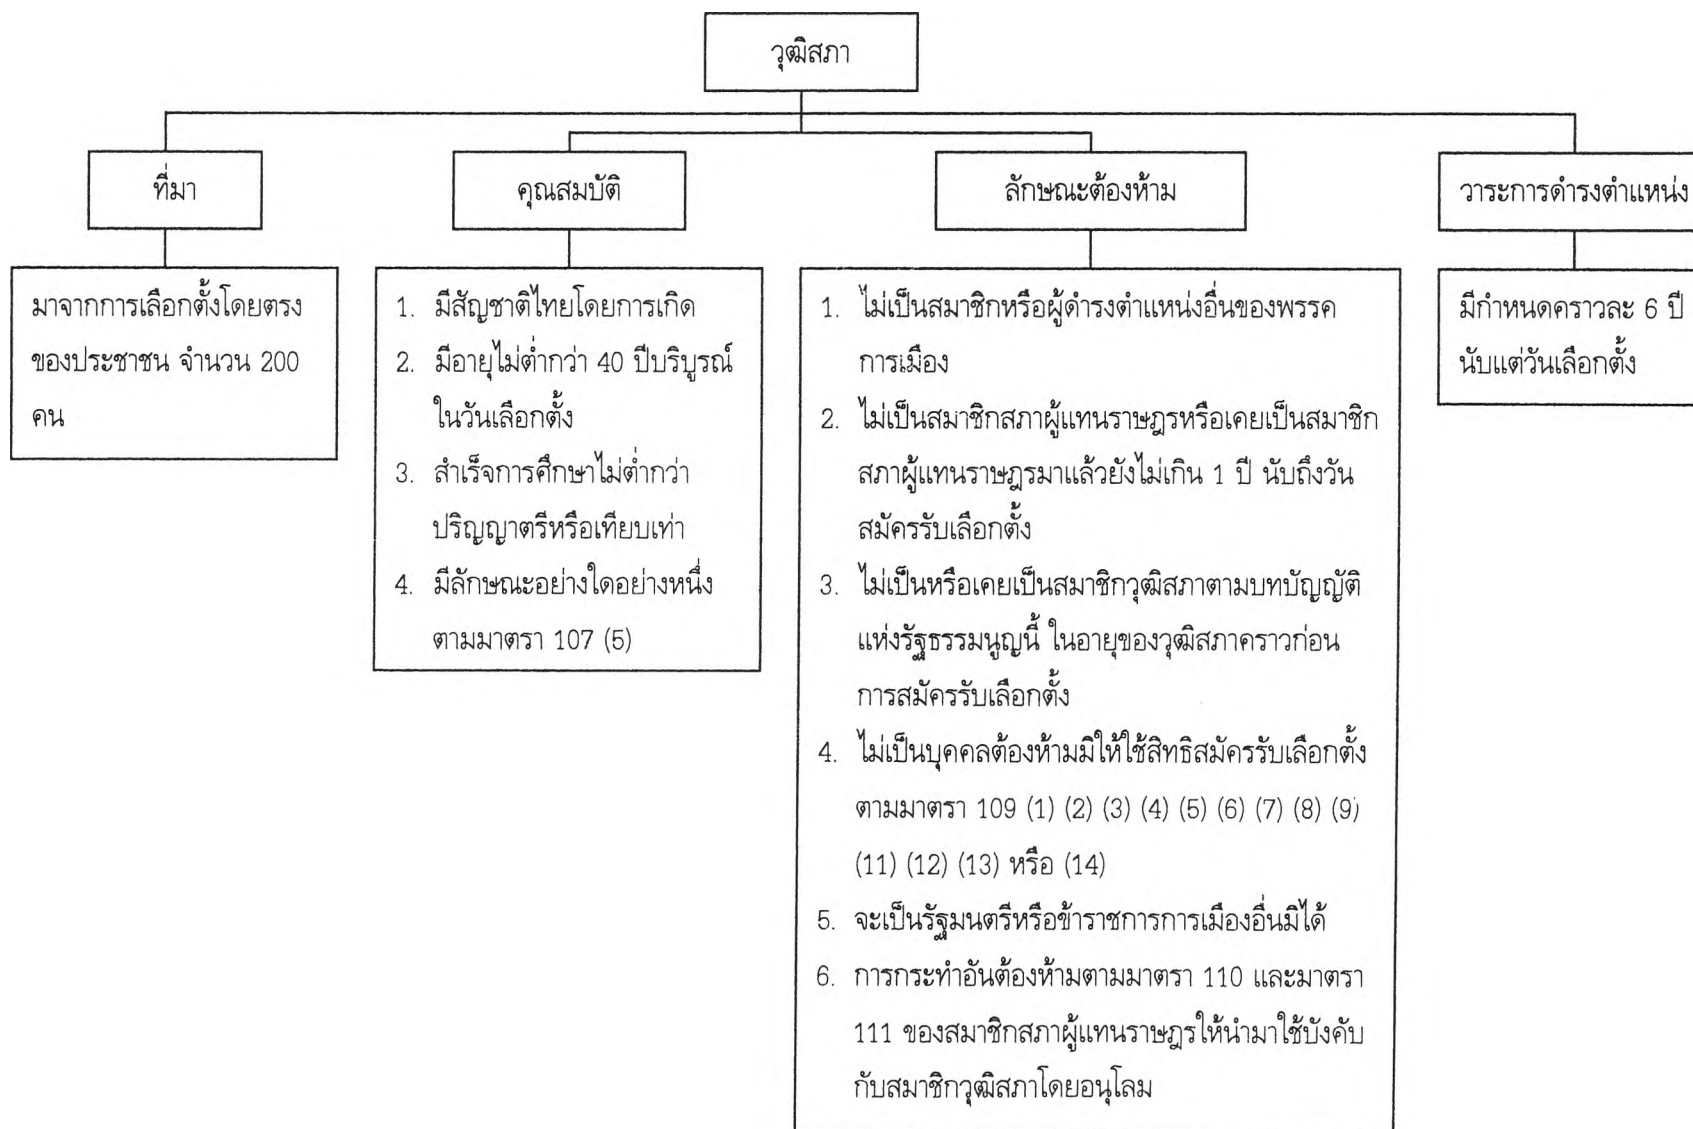 วุฒิสภา
ที่มา
มาจากการเลือกตั้งโดยตรง
ของประชาชน จำนวน 200
คน
คุณสมบัติ
1. มีสัญชาติไทยโดยการเกิด
2. มีอายุไม่ต่ำกว่า 40 ปีบริบูรณ์
ในวันเลือกตั้ง
3. สำเร็จการศึกษาไม่ต่ำกว่า
ปริญญาตรีหรือเทียบเท่า
4. มีลักษณะอย่างใดอย่างหนึ่ง
ตามมาตรา 107 (5)
ลักษณะต้องห้าม
1. ไม่เป็นสมาชิกหรือผู้ดำรงตำแหน่งอื่นของพรรค
การเมือง
2. ไม่เป็นสมาชิกสภาผู้แทนราษฎรหรือเคยเป็นสมาชิก
สภาผู้แทนราษฎรมาแล้วยังไม่เกิน 1 ปี นับถึงวัน
สมัครรับเลือกตั้ง
3. ไม่เป็นหรือเคยเป็นสมาชิกวุฒิสภาตามบทบัญญัติ
แห่งรัฐธรรมนูญนี้ ในอายุของวุฒิสภาคราวก่อน
การสมัครรับเลือกตั้ง
4. ไม่เป็นบุคคลต้องห้ามมิให้ใช้สิทธิสมัครรับเลือกตั้ง
ตามมาตรา 109 (1) (2) (3) (4) (5) (6) (7) (8) (9)
(11) (12) (13) หรือ (14)
5. จะเป็นรัฐมนตรีหรือข้าราชการการเมืองอื่นมิได้
6. การกระทำอันต้องห้ามตามมาตรา 110 และมาตรา
111 ของสมาชิกสภาผู้แทนราษฎรให้นำมาใช้บังคับ
กับสมาชิกวุฒิสภาโดยอนุโลม
วาระการดำรงตำแหน่ง
มีกำหนดคราวละ 6 ปี
นับแต่วันเลือกตั้ง